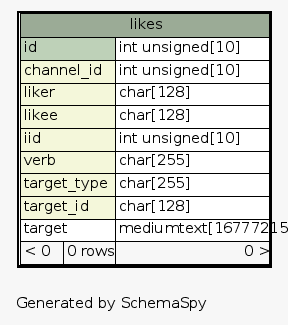 likes
id int unsigned[10]
channel_id int unsigned[10]
liker char[128]
likee char[128]
iid int unsigned[10]
verb char[255]
target_type char[255]
target_id char[128]
target mediumtext[16777215
< 0 0 rows 0 >
Generated by SchemaSpy